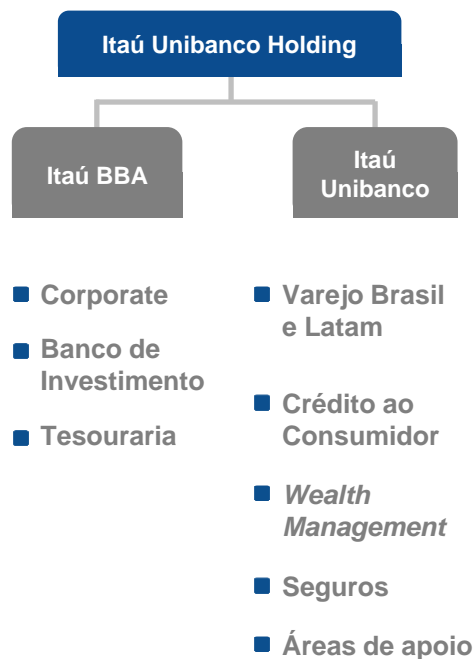 Itaú Unibanco Holding
Itaú BBA
Itaú
Unibanco
Corporate
Banco de
Investimento
Tesouraria
Varejo Brasil
e Latam
Crédito ao
Consumidor
Wealth
Management
Seguros
Áreas de apoio